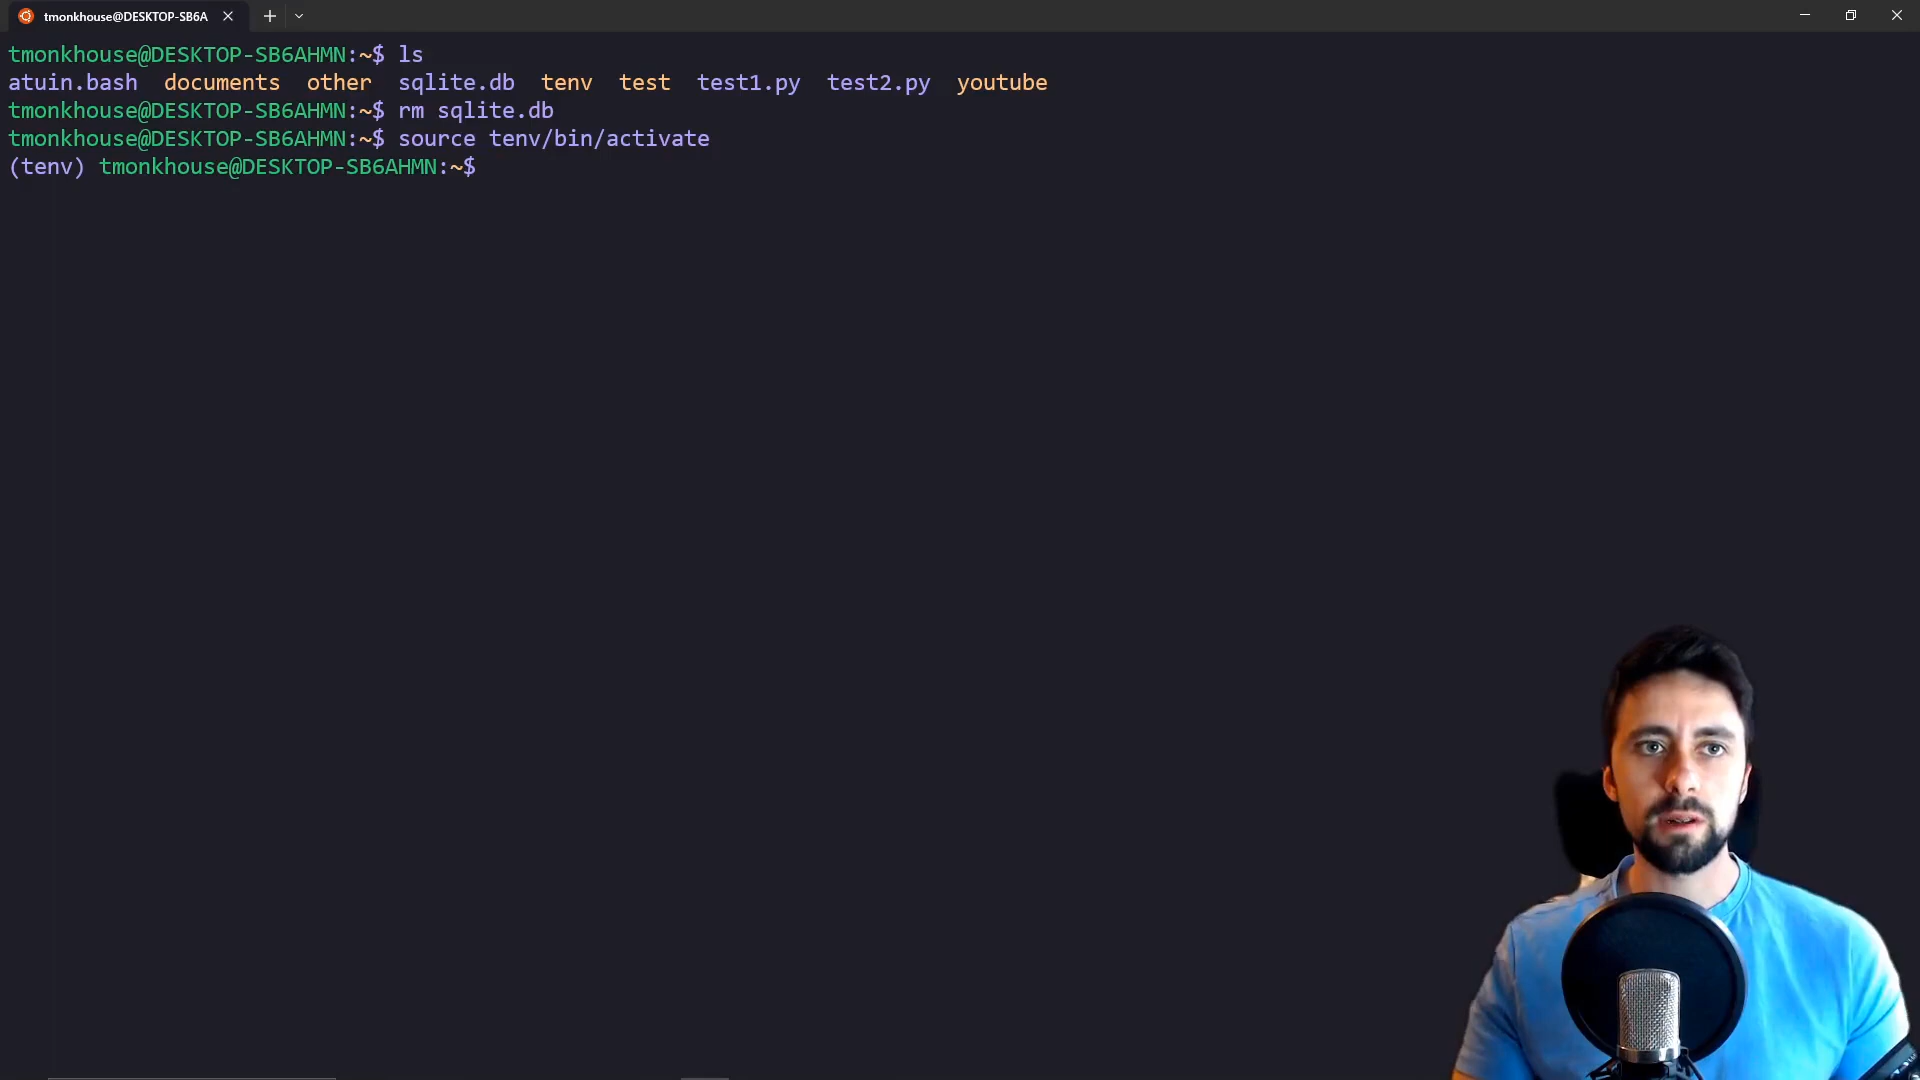 tmonkhouse@DESKTOP-SB6A
tmonkhouse@DESKTOP-SB6AHMN:~$ ls
atuin.bash documents other sqlite.db tenv test test1.py test2.py youtube
tmonkhouse@DESKTOP-SB6AHMN:~$ rm sqlite.db
tmonkhouse@DESKTOP-SB6AHMN:~$ source tenv/bin/activate
(tenv) tmonkhouse@DESKTOP-SB6AHMN:~$